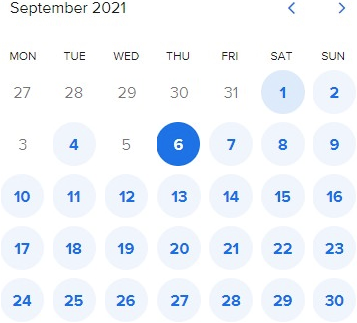 September 2021
MON TUE WED THU FRI SAT SUN
27 28 29 30 31 1 2
3 4 5 6 7 8 9
10 11 12 13 14 15 16
17 18 19 20 21 22 23
24 25 26 27 28 29 30